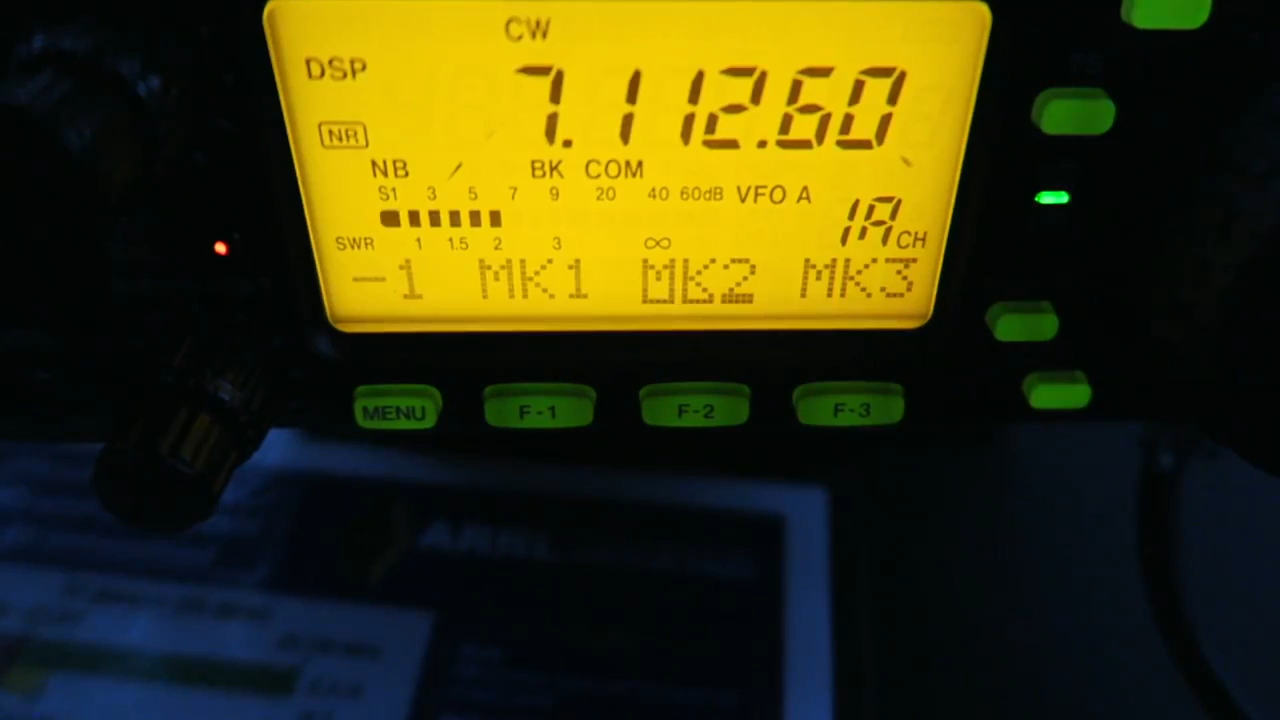 CW
DSP
7.112.60
NR
NB BK COM
S1 3 5 7 9 20 40 60dB VFO A
1A CH
SWR 1 1.5 2 3 ∞
-1 MK1 MK2 MK3
MENU F-1 F-2 F-3
ARRL